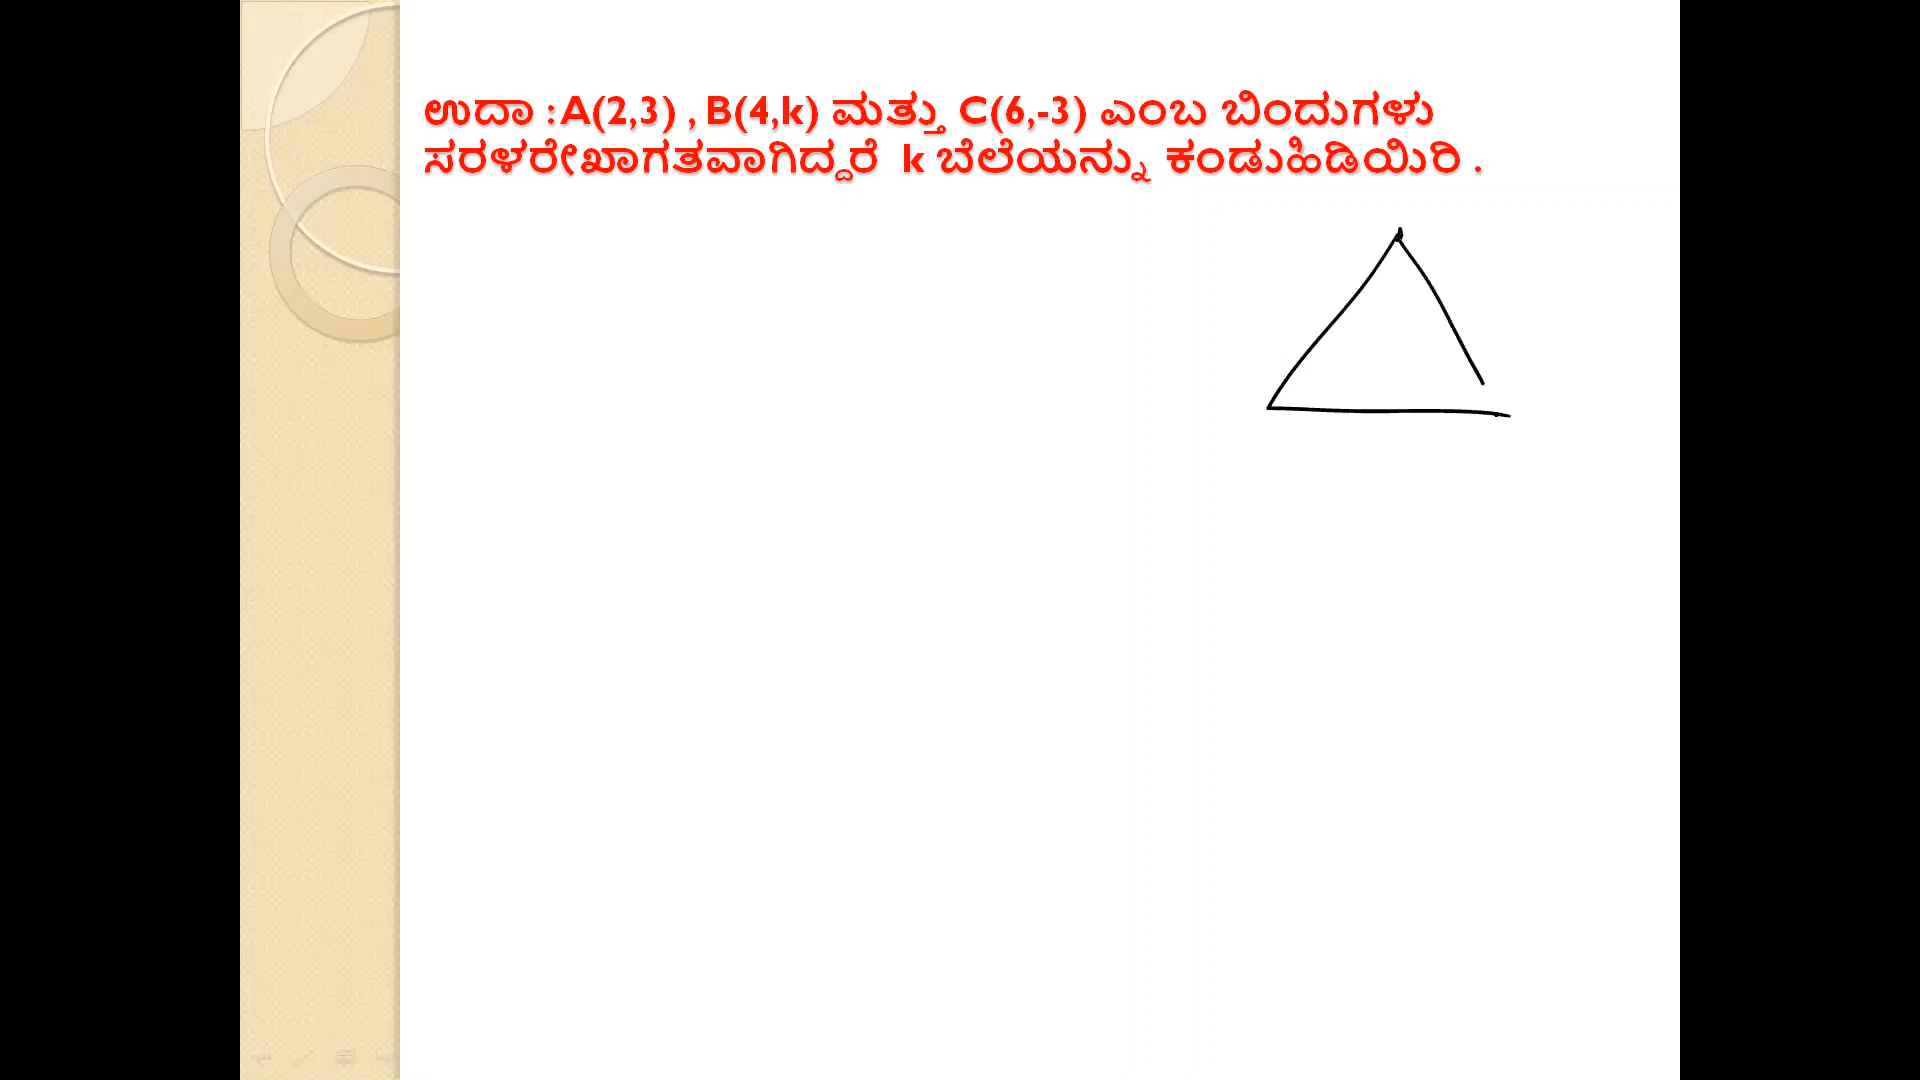 ಉದಾ : A(2,3) , B(4,k) ಮತ್ತು C(6,-3) ಎಂಬ ಬಿಂದುಗಳು
ಸರಳರೇಖಾಗತವಾಗಿದ್ದರೆ k ಬೆಲೆಯನ್ನು ಕಂಡುಹಿಡಿಯಿರಿ .